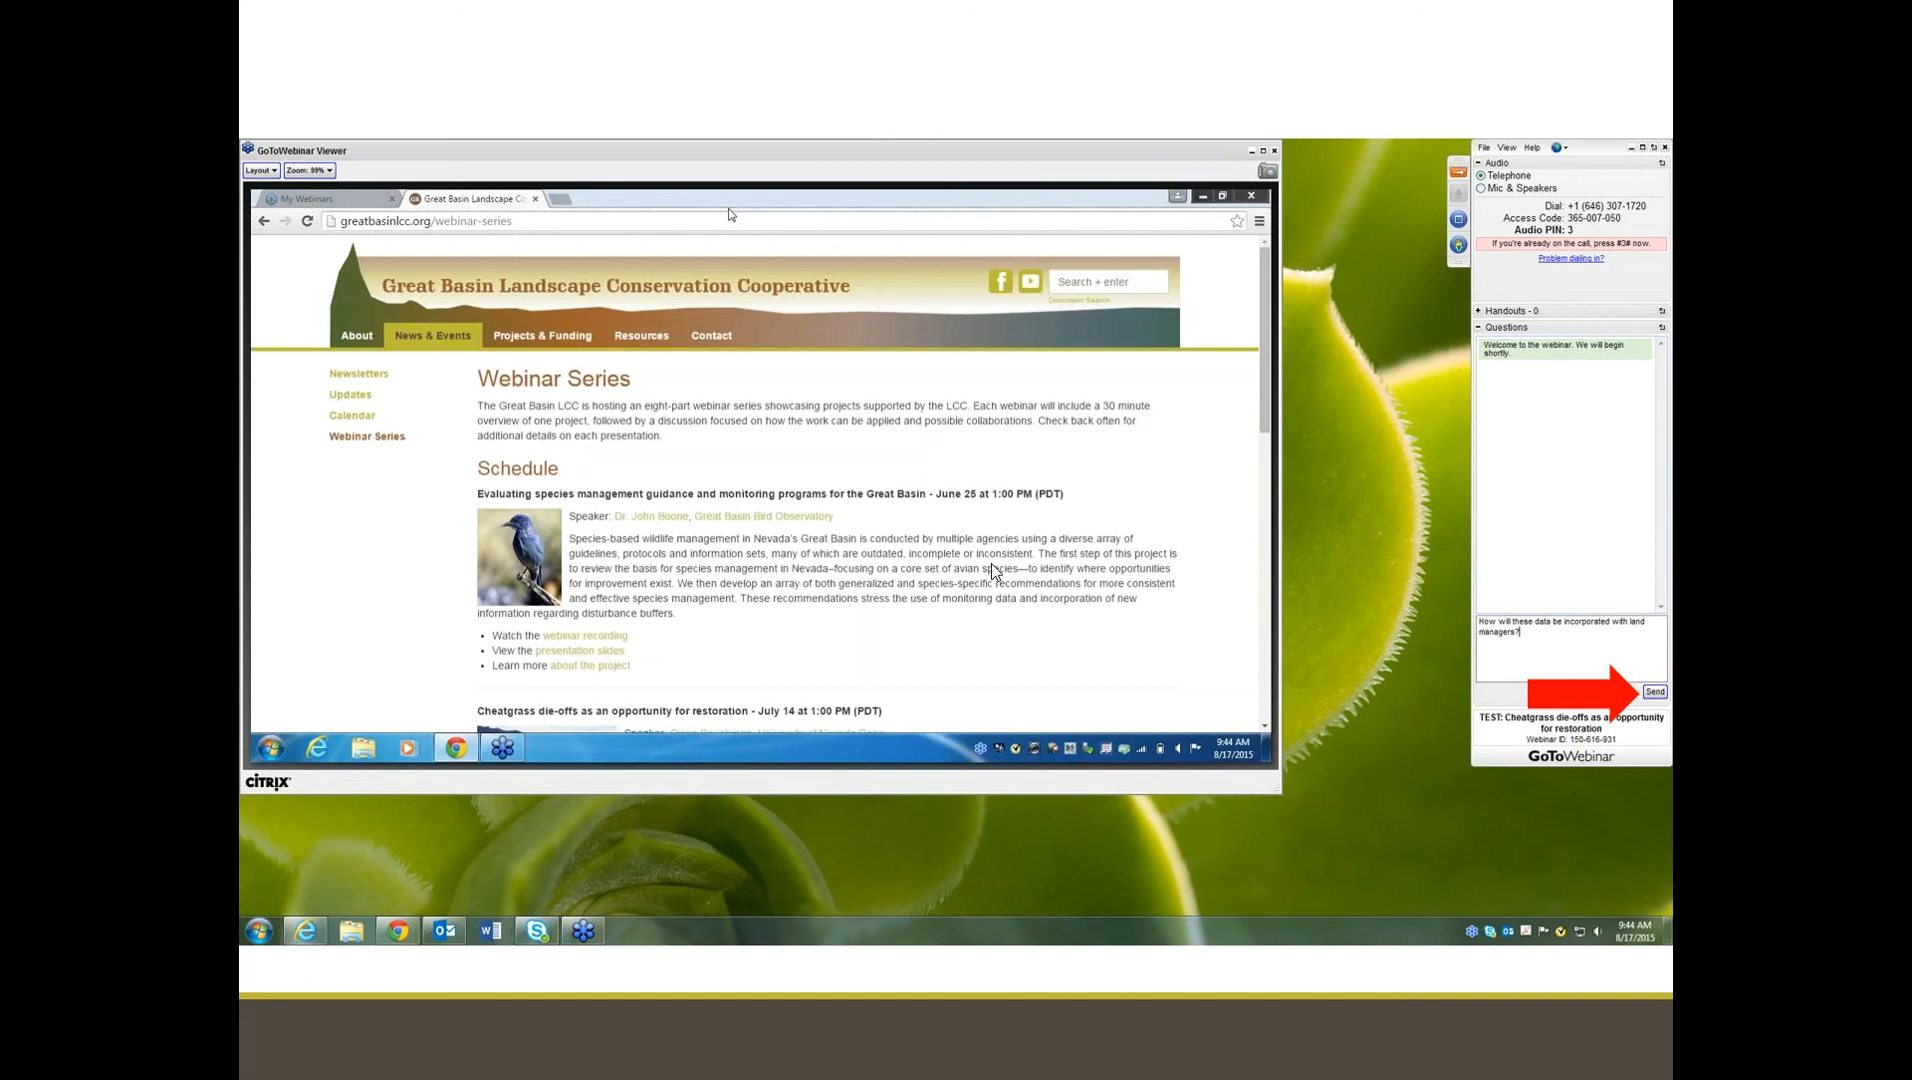 GoToWebinar Viewer
Layout
Zoom: 99%
My Webinars
Great Basin Landscape Co
greatbasinlcc.org/webinar-series
Great Basin Landscape Conservation Cooperative
Search + enter
Document Search
About
News & Events
Projects & Funding
Resources
Contact
Newsletters
Updates
Calendar
Webinar Series
Webinar Series
The Great Basin LCC is hosting an eight-part webinar series showcasing projects supported by the LCC. Each webinar will include a 30 minute
overview of one project, followed by a discussion focused on how the work can be applied and possible collaborations. Check back often for
additional details on each presentation.
Schedule
Evaluating species management guidance and monitoring programs for the Great Basin - June 25 at 1:00 PM (PDT)
Speaker: Dr. John Boone, Great Basin Bird Observatory
Species-based wildlife management in Nevada's Great Basin is conducted by multiple agencies using a diverse array of
guidelines, protocols and information sets, many of which are outdated, incomplete or inconsistent. The first step of this project is
to review the basis for species management in Nevada–focusing on a core set of avian species—to identify where opportunities
for improvement exist. We then develop an array of both generalized and species-specific recommendations for more consistent
and effective species management. These recommendations stress the use of monitoring data and incorporation of new
information regarding disturbance buffers.
• Watch the webinar recording
• View the presentation slides
• Learn more about the project
Cheatgrass die-offs as an opportunity for restoration - July 14 at 1:00 PM (PDT)
9:44 AM
8/17/2015
CITRIX
File View Help
Audio
Telephone
Mic & Speakers
Dial: +1 (646) 307-1720
Access Code: 365-007-050
Audio PIN: 3
If you're already on the call, press #3# now.
Problem dialing in?
Handouts - 0
Questions
Welcome to the webinar. We will begin
shortly.
How will these data be incorporated with land
managers?
Send
TEST: Cheatgrass die-offs as an opportunity
for restoration
Webinar ID: 150-616-931
GoToWebinar
9:44 AM
8/17/2015